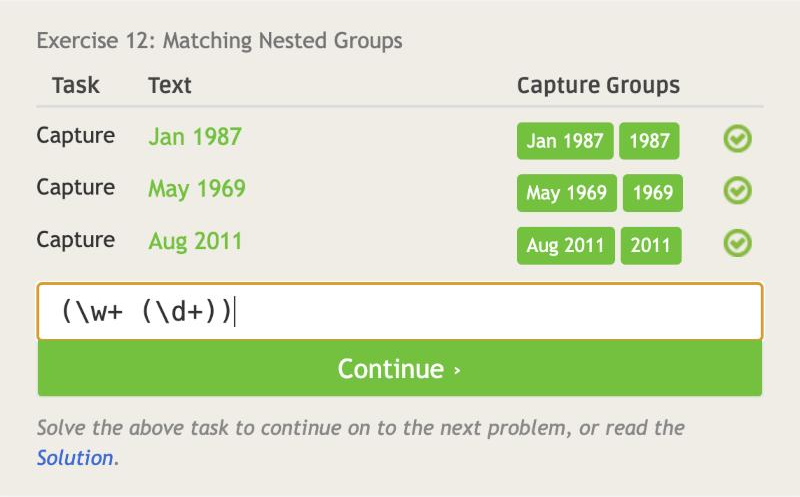 Exercise 12: Matching Nested Groups
Task Text Capture Groups
Capture Jan 1987 Jan 1987 1987
Capture May 1969 May 1969 1969
Capture Aug 2011 Aug 2011 2011
(\w+ (\d+))
Continue ›
Solve the above task to continue on to the next problem, or read the
Solution.